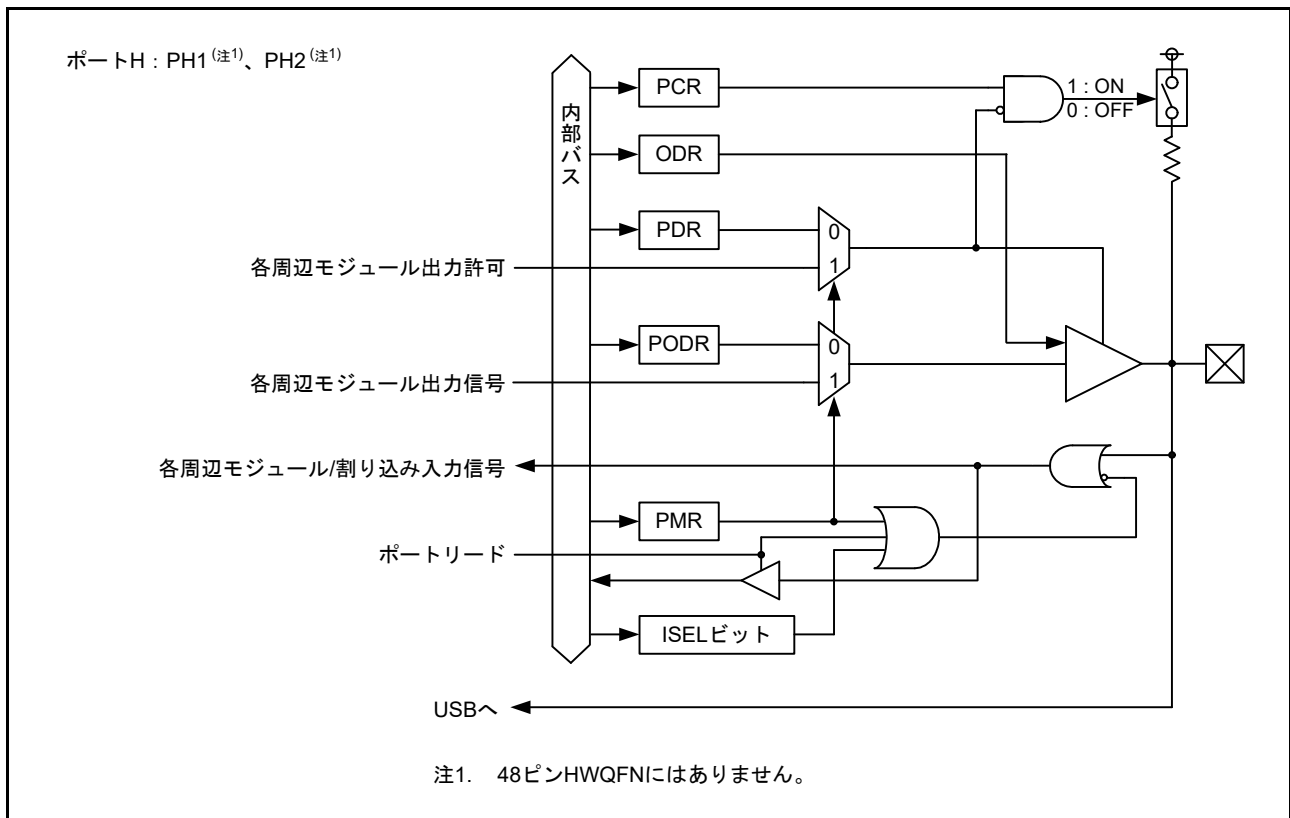 ポートH：PH1(注1)、PH2(注1)
内部バス
PCR
1 : ON
0 : OFF
ODR
PDR
0
各周辺モジュール出力許可
1
PODR
0
各周辺モジュール出力信号
1
各周辺モジュール/割り込み入力信号
PMR
ポートリード
ISELビット
USBへ
注1. 48ピンHWQFNにはありません。